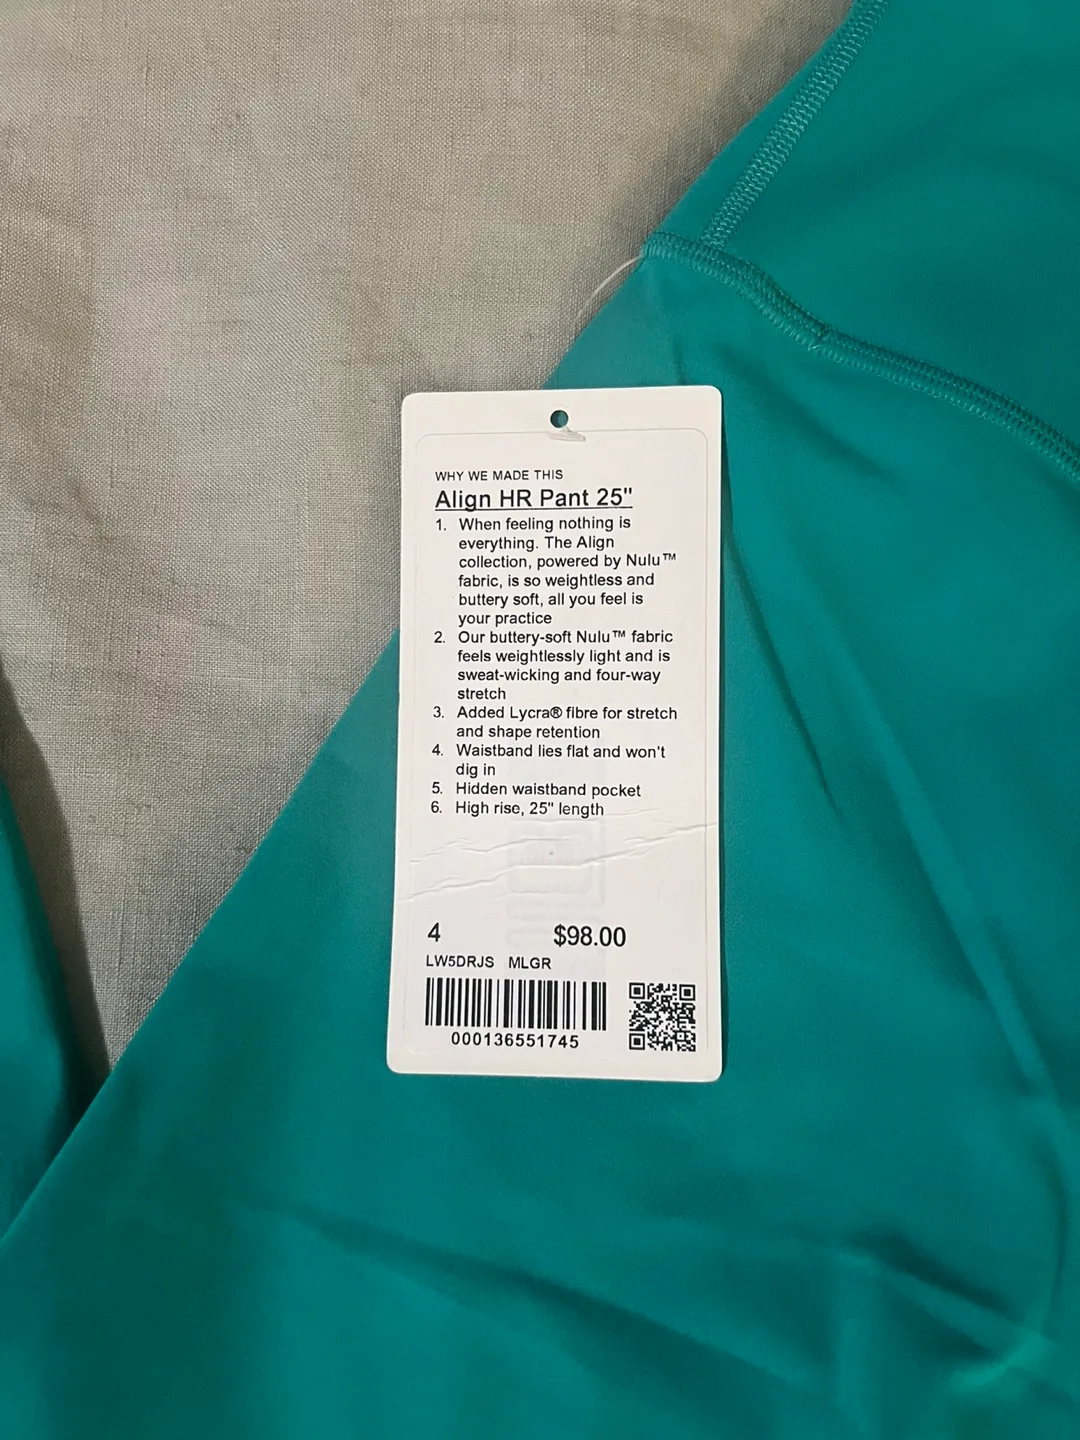 WHY WE MADE THIS
Align HR Pant 25"
1. When feeling nothing is
everything. The Align
collection, powered by Nulu™
fabric, is so weightless and
buttery soft, all you feel is
your practice
2. Our buttery-soft Nulu™ fabric
feels weightlessly light and is
sweat-wicking and four-way
stretch
3. Added Lycra® fibre for stretch
and shape retention
4. Waistband lies flat and won't
dig in
5. Hidden waistband pocket
6. High rise, 25" length
4 $98.00
LW5DRJS MLGR
000136551745